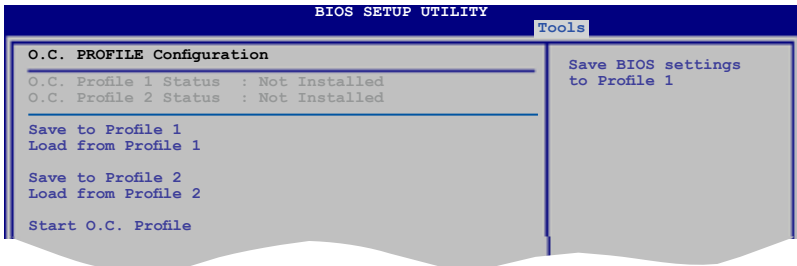 BIOS SETUP UTILITY
Tools
O.C. PROFILE Configuration
O.C. Profile 1 Status : Not Installed
O.C. Profile 2 Status : Not Installed
Save to Profile 1
Load from Profile 1
Save to Profile 2
Load from Profile 2
Start O.C. Profile
Save BIOS settings
to Profile 1